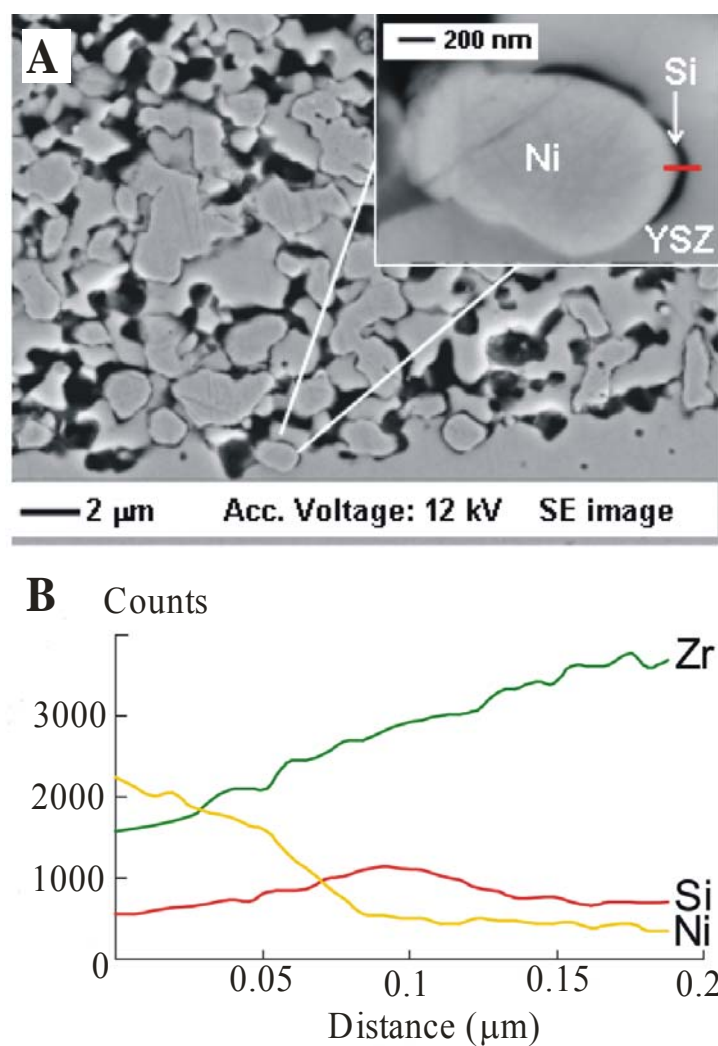 A
200 nm
Si
Ni
YSZ
2 µm Acc. Voltage: 12 kV SE image
B Counts
Zr
3000
2000
1000
Si
Ni
0
0.05 0.1 0.15 0.2
Distance (µm)